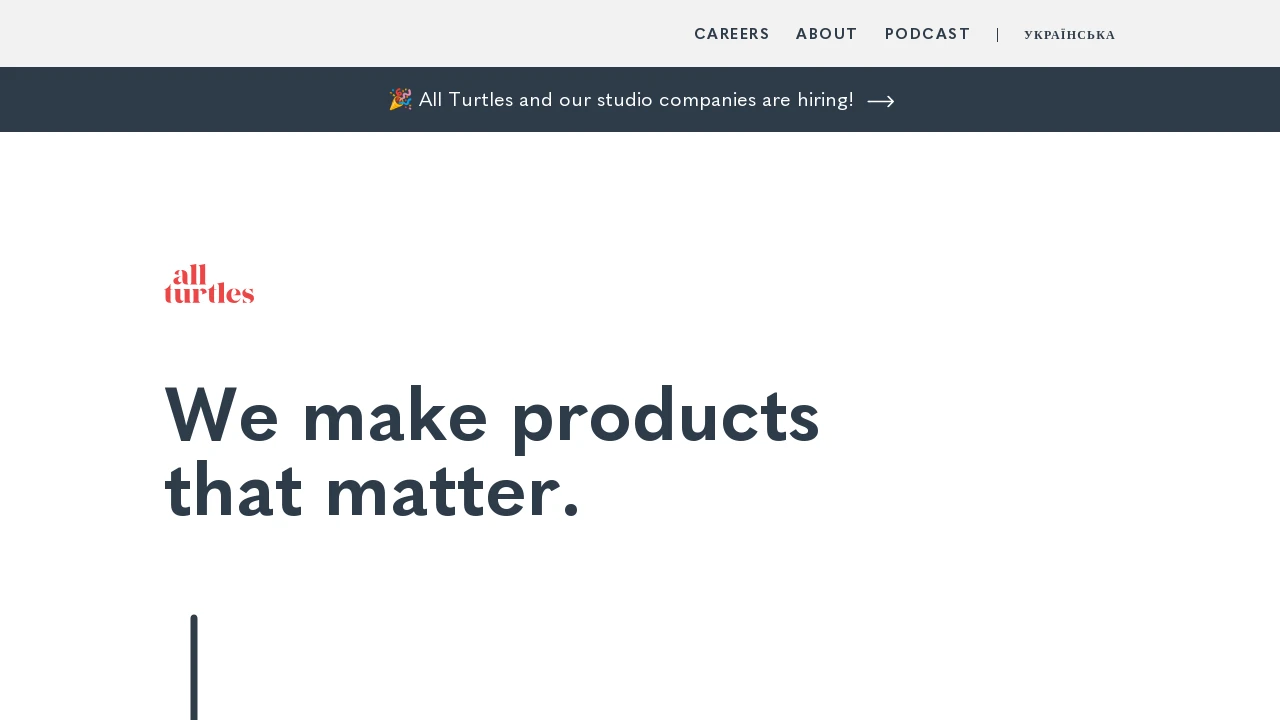 CAREERS ABOUT PODCAST | УКРАЇНСЬКА
🎉 All Turtles and our studio companies are hiring! →
all
turtles
We make products
that matter.